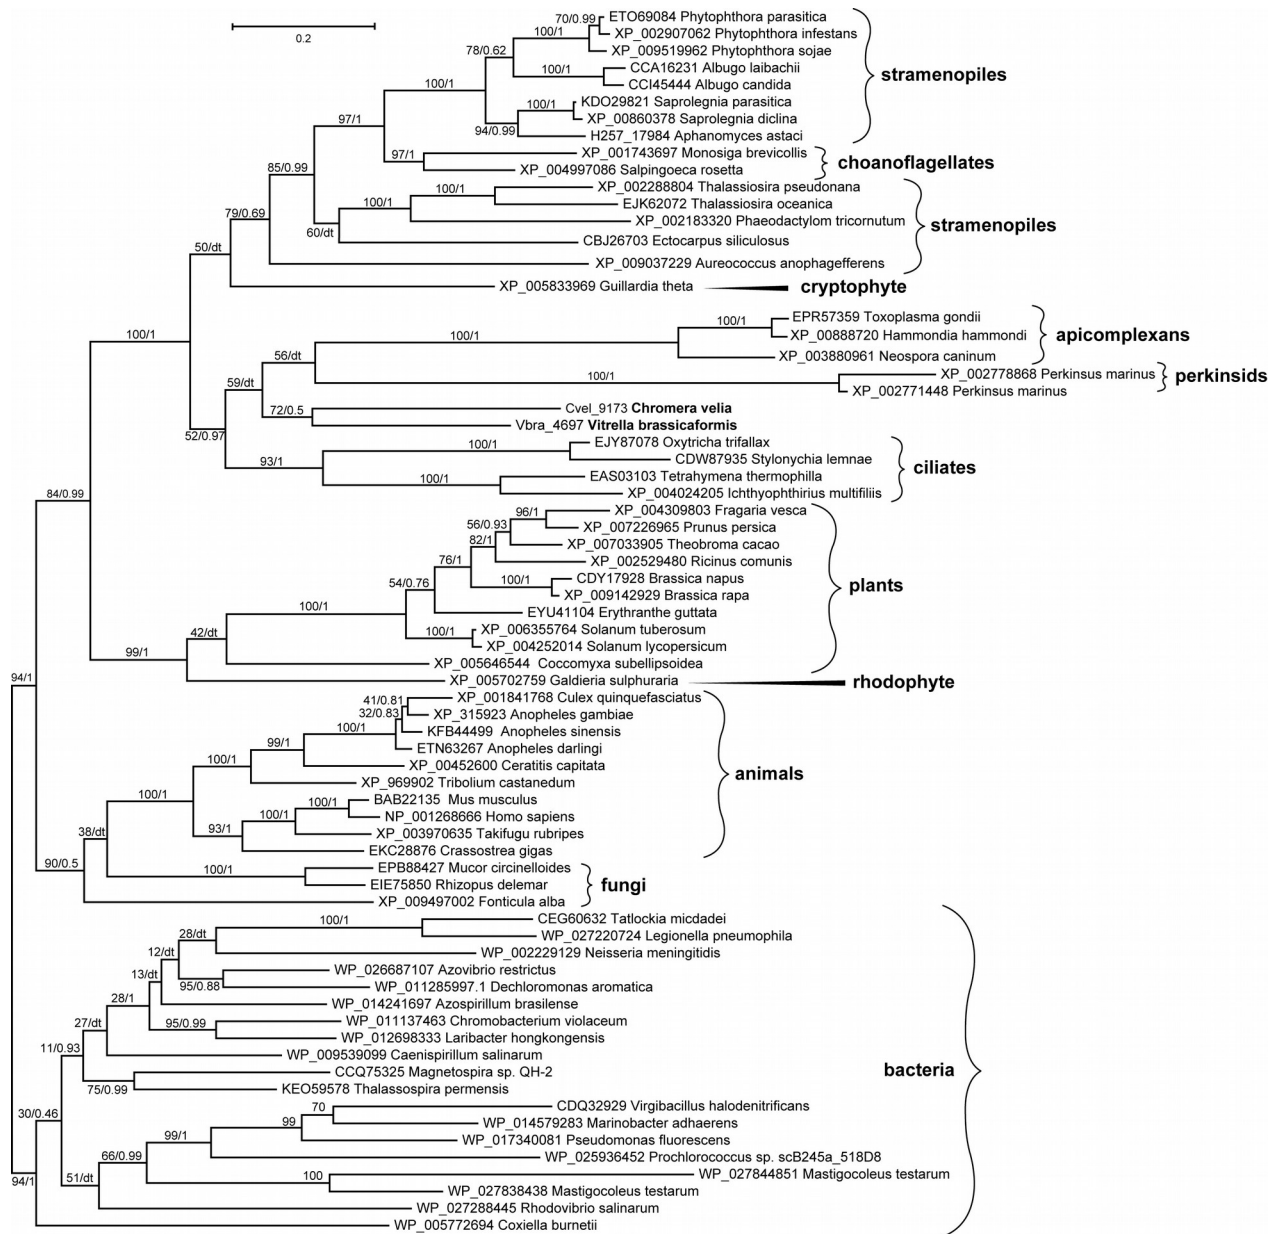 0.2
70/0.99
ETO69084 Phytophthora parasitica
100/1
XP_002907062 Phytophthora infestans
78/0.62
XP_009519962 Phytophthora sojae
100/1
CCA16231 Albugo laibachii
stramenopiles
CCI45444 Albugo candida
100/1
100/1
KDO29821 Saprolegnia parasitica
XP_00860378 Saprolegnia diclina
94/0.99
H257_17984 Aphanomyces astaci
97/1
97/1
XP_001743697 Monosiga brevicollis
choanoflagellates
XP_004997086 Salpingoeca rosetta
85/0.99
100/1
XP_002288804 Thalassiosira pseudonana
100/1
EJK62072 Thalassiosira oceanica
79/0.69
60/dt
XP_002183320 Phaeodactylom tricornutum
stramenopiles
CBJ26703 Ectocarpus siliculosus
50/dt
XP_009037229 Aureococcus anophagefferens
XP_005833969 Guillardia theta
cryptophyte
100/1
100/1
EPR57359 Toxoplasma gondii
100/1
XP_00888720 Hammondia hammondi
apicomplexans
56/dt
XP_003880961 Neospora caninum
100/1
XP_002778868 Perkinsus marinus
perkinsids
59/dt
XP_002771448 Perkinsus marinus
72/0.5
Cvel_9173 Chromera velia
Vbra_4697 Vitrella brassicaformis
52/0.97
100/1
EJY87078 Oxytricha trifallax
93/1
CDW87935 Stylonychia lemnae
ciliates
100/1
EAS03103 Tetrahymena thermophilla
XP_004024205 Ichthyophthirius multifiliis
84/0.99
96/1
XP_004309803 Fragaria vesca
56/0.93
XP_007226965 Prunus persica
82/1
XP_007033905 Theobroma cacao
76/1
XP_002529480 Ricinus comunis
100/1
CDY17928 Brassica napus
plants
54/0.76
XP_009142929 Brassica rapa
100/1
EYU41104 Erythranthe guttata
100/1
XP_006355764 Solanum tuberosum
42/dt
XP_004252014 Solanum lycopersicum
99/1
XP_005646544 Coccomyxa subellipsoidea
94/1
XP_005702759 Galdieria sulphuraria
rhodophyte
41/0.81
XP_001841768 Culex quinquefasciatus
32/0.83
XP_315923 Anopheles gambiae
100/1
KFB44499 Anopheles sinensis
99/1
ETN63267 Anopheles darlingi
100/1
XP_00452600 Ceratitis capitata
animals
XP_969902 Tribolium castanedum
100/1
100/1
BAB22135 Mus musculus
100/1
NP_001268666 Homo sapiens
93/1
XP_003970635 Takifugu rubripes
38/dt
EKC28876 Crassostrea gigas
90/0.5
100/1
EPB88427 Mucor circinelloides
fungi
EIE75850 Rhizopus delemar
XP_009497002 Fonticula alba
100/1
CEG60632 Tatlockia micdadei
28/dt
WP_027220724 Legionella pneumophila
12/dt
WP_002229129 Neisseria meningitidis
13/dt
WP_026687107 Azovibrio restrictus
95/0.88
WP_011285997.1 Dechloromonas aromatica
28/1
WP_014241697 Azospirillum brasilense
27/dt
95/0.99
WP_011137463 Chromobacterium violaceum
WP_012698333 Laribacter hongkongensis
11/0.93
WP_009539099 Caenispirillum salinarum
bacteria
CCQ75325 Magnetospira sp. QH-2
75/0.99
KEO59578 Thalassospira permensis
30/0.46
70
CDQ32929 Virgibacillus halodenitrificans
99
WP_014579283 Marinobacter adhaerens
99/1
WP_017340081 Pseudomonas fluorescens
66/0.99
WP_025936452 Prochlorococcus sp. scB245a_518D8
51/dt
100
WP_027844851 Mastigocoleus testarum
94/1
WP_027838438 Mastigocoleus testarum
WP_027288445 Rhodovibrio salinarum
WP_005772694 Coxiella burnetii